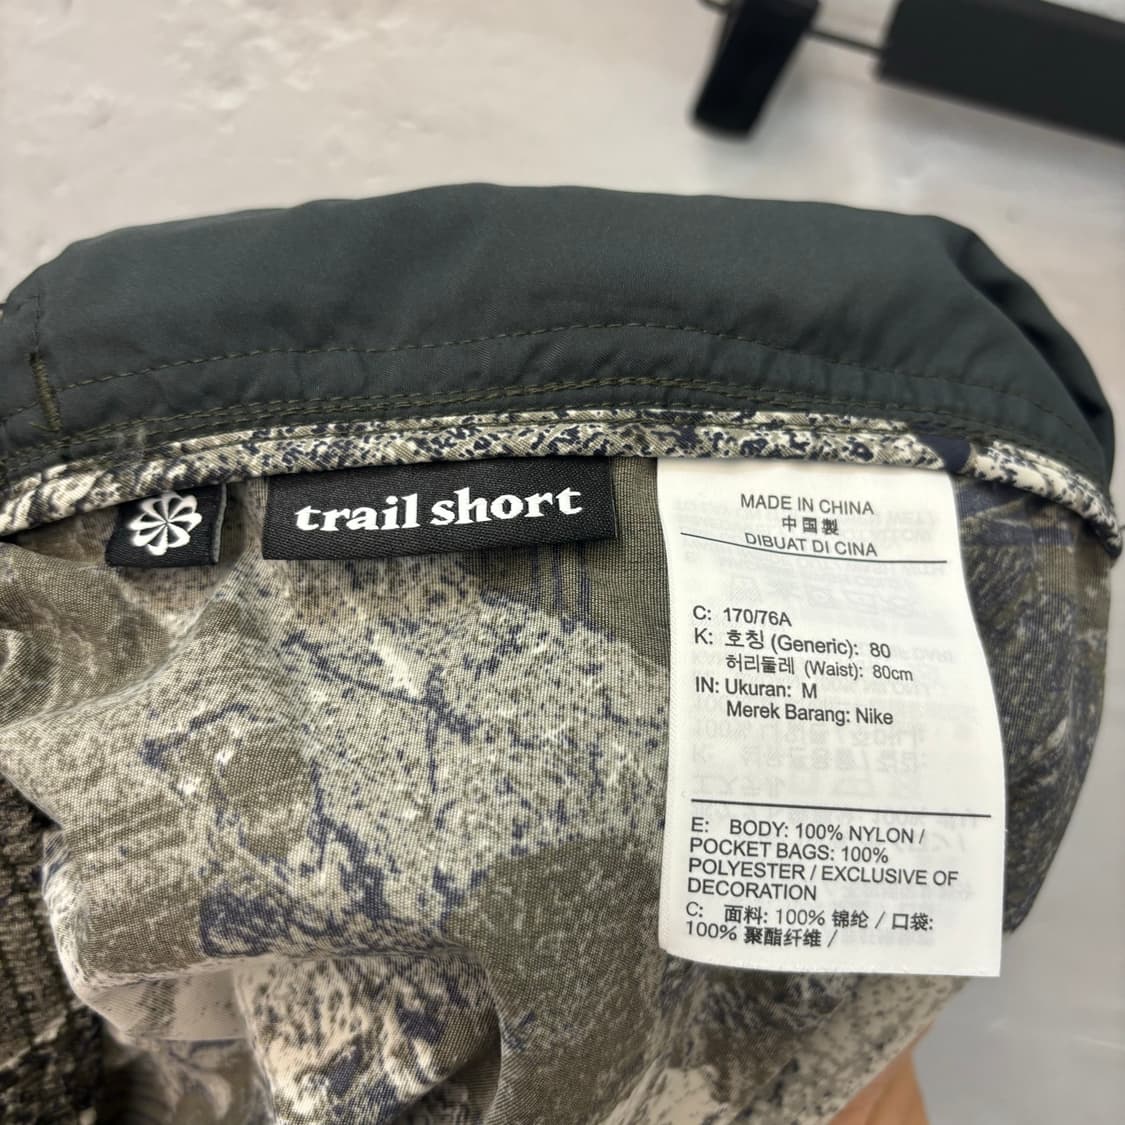 trail short
MADE IN CHINA
中国製
DIBUAT DI CINA
C: 170/76A
K: 호칭 (Generic): 80
허리둘레 (Waist): 80cm
IN: Ukuran: M
Merek Barang: Nike
E: BODY: 100% NYLON /
POCKET BAGS: 100%
POLYESTER / EXCLUSIVE OF
DECORATION
C: 面料: 100% 锦纶 / 口袋:
100% 聚酯纤维 /